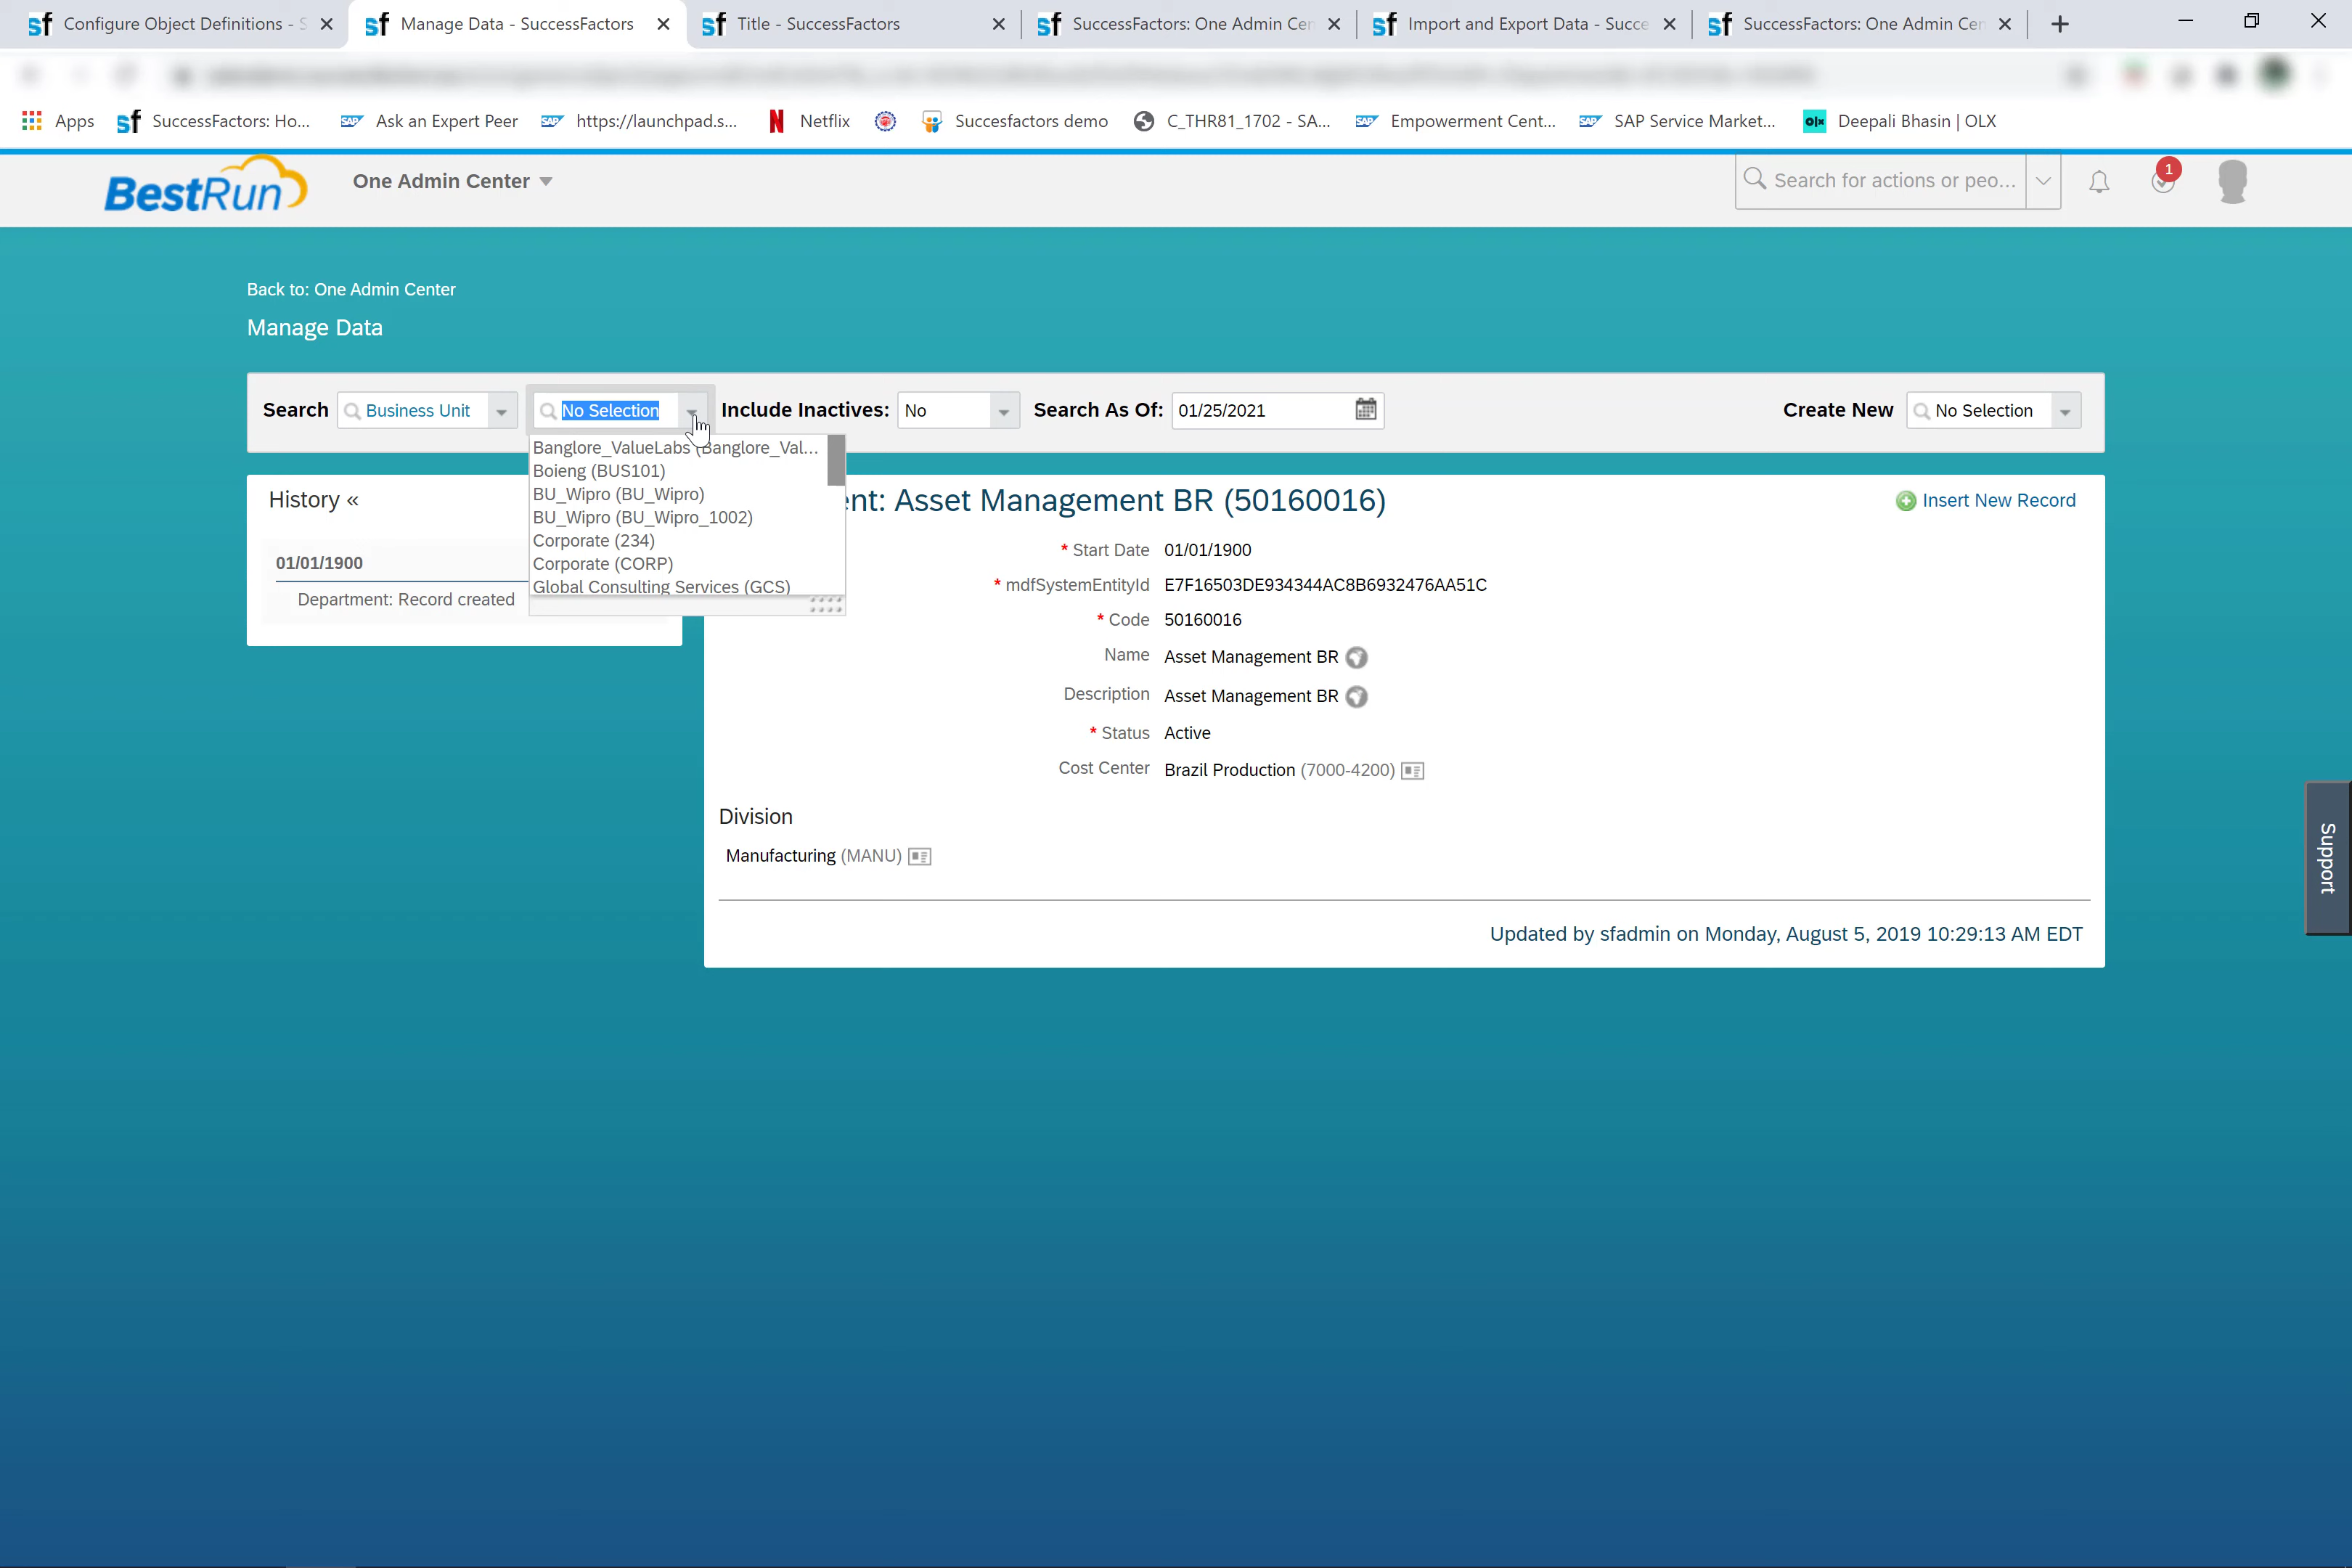 Configure Object Definitions - S
Manage Data - SuccessFactors
Title - SuccessFactors
SuccessFactors: One Admin Cen
Import and Export Data - Succe
SuccessFactors: One Admin Cen
Apps
SuccessFactors: Ho...
Ask an Expert Peer
https://launchpad.s...
Netflix
Succesfactors demo
C_THR81_1702 - SA...
Empowerment Cent...
SAP Service Market...
Deepali Bhasin | OLX
BestRun
One Admin Center
Search for actions or peo...
1
Back to: One Admin Center
Manage Data
Search
Business Unit
No Selection
Include Inactives:
No
Search As Of:
01/25/2021
Create New
No Selection
Banglore_ValueLabs (Banglore_Val...
Boieng (BUS101)
BU_Wipro (BU_Wipro)
BU_Wipro (BU_Wipro_1002)
Corporate (234)
Corporate (CORP)
Global Consulting Services (GCS)
History «
01/01/1900
Department: Record created
ent: Asset Management BR (50160016)
Insert New Record
* Start Date 01/01/1900
* mdfSystemEntityId E7F16503DE934344AC8B6932476AA51C
* Code 50160016
Name Asset Management BR
Description Asset Management BR
* Status Active
Cost Center Brazil Production (7000-4200)
Division
Manufacturing (MANU)
Updated by sfadmin on Monday, August 5, 2019 10:29:13 AM EDT
Support